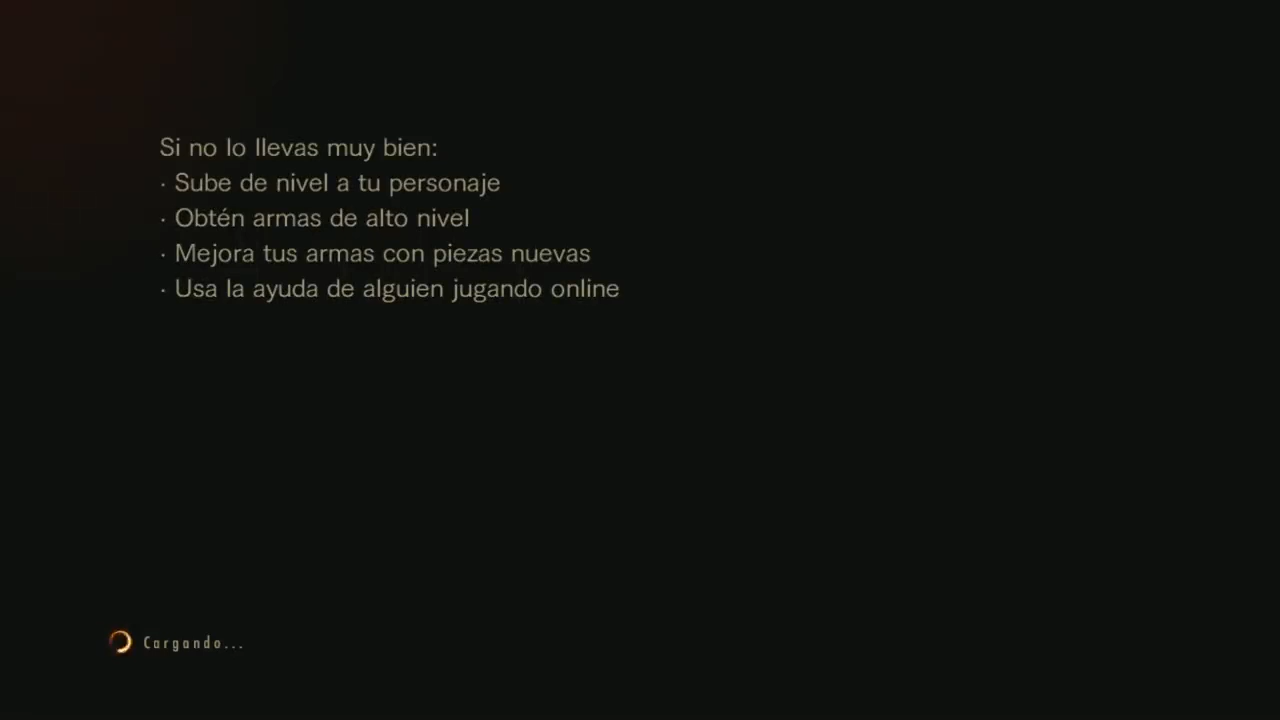 Si no lo llevas muy bien:
· Sube de nivel a tu personaje
· Obtén armas de alto nivel
· Mejora tus armas con piezas nuevas
· Usa la ayuda de alguien jugando online
Cargando...